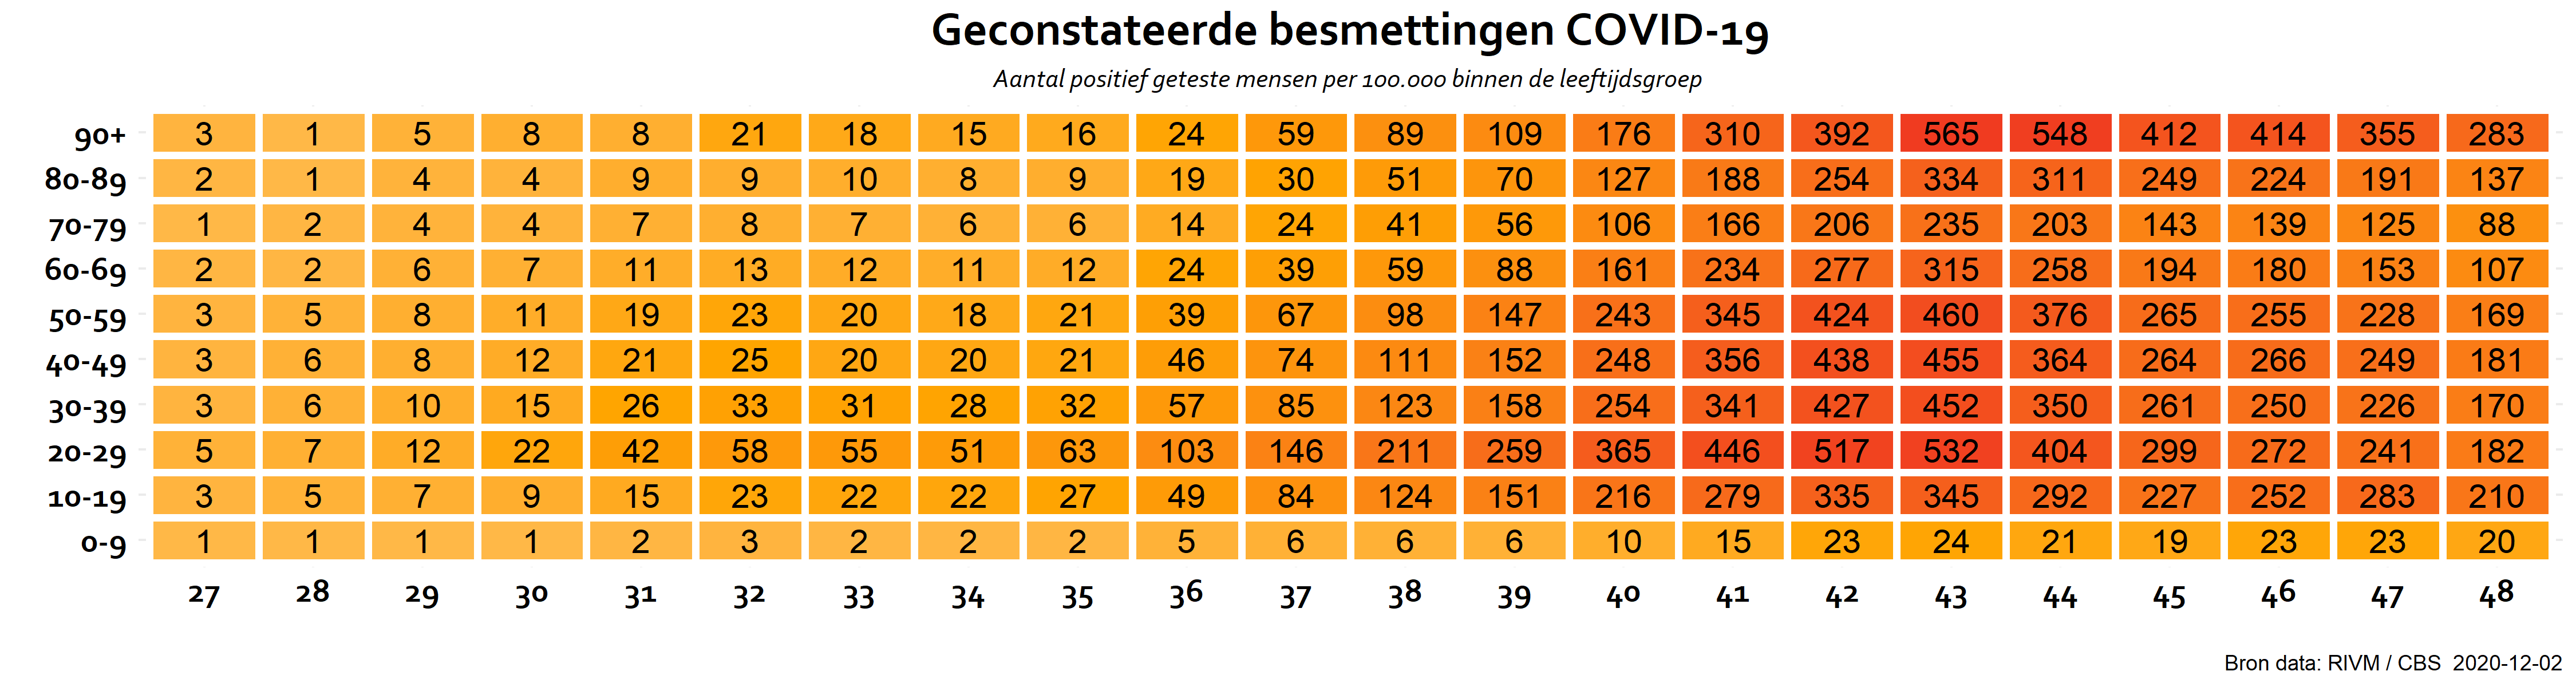 Geconstateerde besmettingen COVID-19
Aantal positief geteste mensen per 100.000 binnen de leeftijdsgroep
90+ 3 1 5 8 8 21 18 15 16 24 59 89 109 176 310 392 565 548 412 414 355 283
80-89 2 1 4 4 9 9 10 8 9 19 30 51 70 127 188 254 334 311 249 224 191 137
70-79 1 2 4 4 7 8 7 6 6 14 24 41 56 106 166 206 235 203 143 139 125 88
60-69 2 2 6 7 11 13 12 11 12 24 39 59 88 161 234 277 315 258 194 180 153 107
50-59 3 5 8 11 19 23 20 18 21 39 67 98 147 243 345 424 460 376 265 255 228 169
40-49 3 6 8 12 21 25 20 20 21 46 74 111 152 248 356 438 455 364 264 266 249 181
30-39 3 6 10 15 26 33 31 28 32 57 85 123 158 254 341 427 452 350 261 250 226 170
20-29 5 7 12 22 42 58 55 51 63 103 146 211 259 365 446 517 532 404 299 272 241 182
10-19 3 5 7 9 15 23 22 22 27 49 84 124 151 216 279 335 345 292 227 252 283 210
0-9 1 1 1 1 2 3 2 2 2 5 6 6 6 10 15 23 24 21 19 23 23 20
27 28 29 30 31 32 33 34 35 36 37 38 39 40 41 42 43 44 45 46 47 48
Bron data: RIVM / CBS 2020-12-02